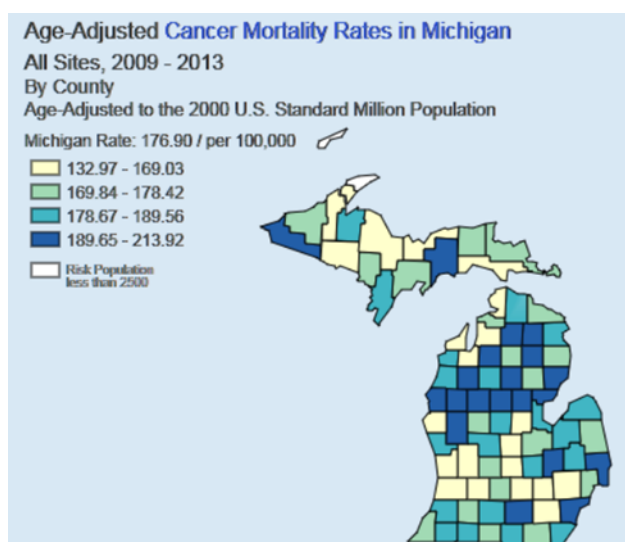 Age-Adjusted Cancer Mortality Rates in Michigan
All Sites, 2009 - 2013
By County
Age-Adjusted to the 2000 U.S. Standard Million Population
Michigan Rate: 176.90 / per 100,000
132.97 - 169.03
169.84 - 178.42
178.67 - 189.56
189.65 - 213.92
Risk Population
less than 2500